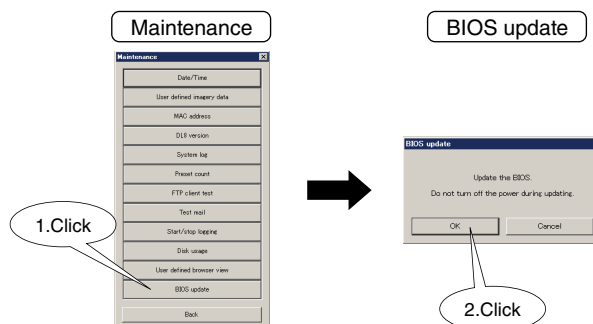 Maintenance
Maintenance
Date/Time
User defined imagery data
MAC address
DL8 version
System log
Preset count
FTP client test
Test mail
Start/stop logging
Disk usage
User defined browser view
BIOS update
Back
1.Click
BIOS update
BIOS update
Update the BIOS.
Do not turn off the power during updating.
OK
Cancel
2.Click